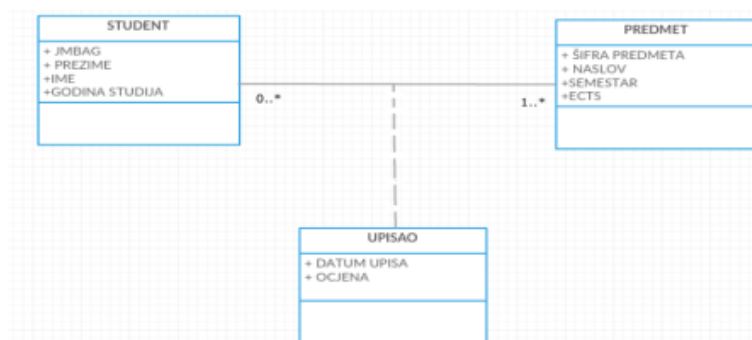 STUDENT
+ JMBAG
+ PREZIME
+IME
+GODINA STUDIJA
0..*
1..*
PREDMET
+ ŠIFRA PREDMETA
+ NASLOV
+SEMESTAR
+ECTS
UPISAO
+ DATUM UPISA
+ OCJENA